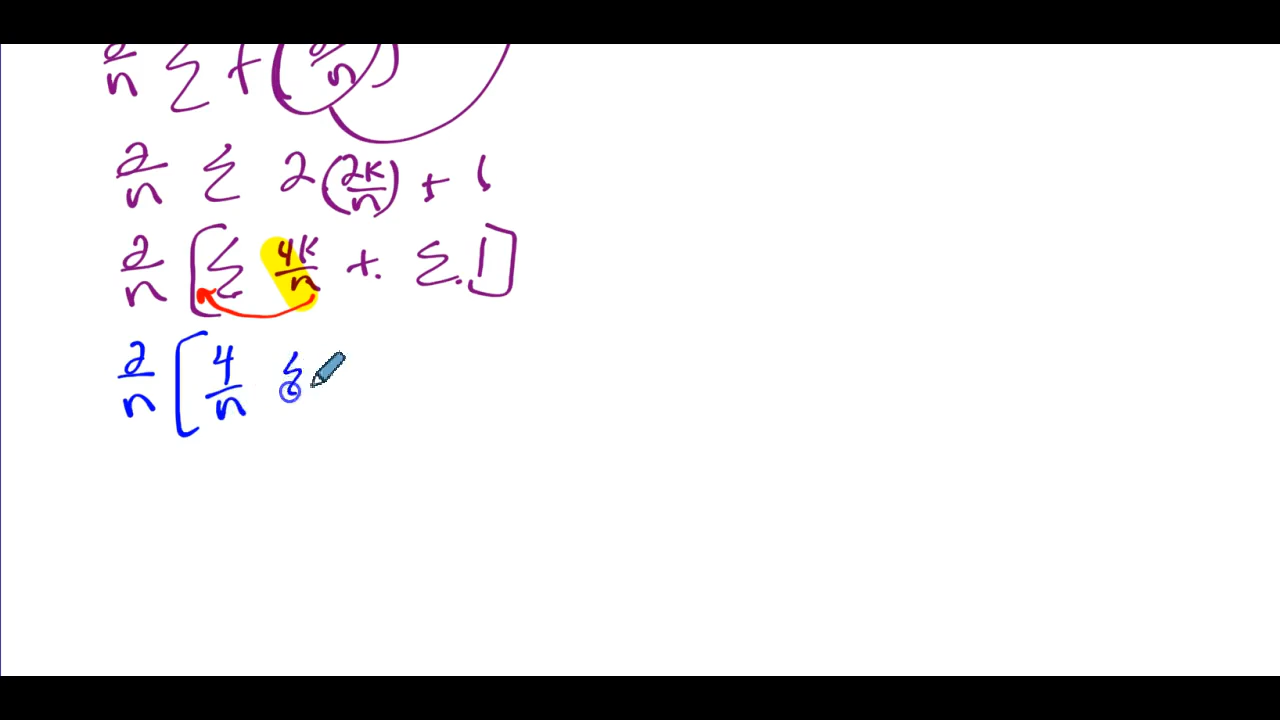 2/n Σ f(2k/n)
2/n Σ 2(2k/n) + 1
2/n [Σ 4k/n + Σ 1]
2/n [4/n Σ